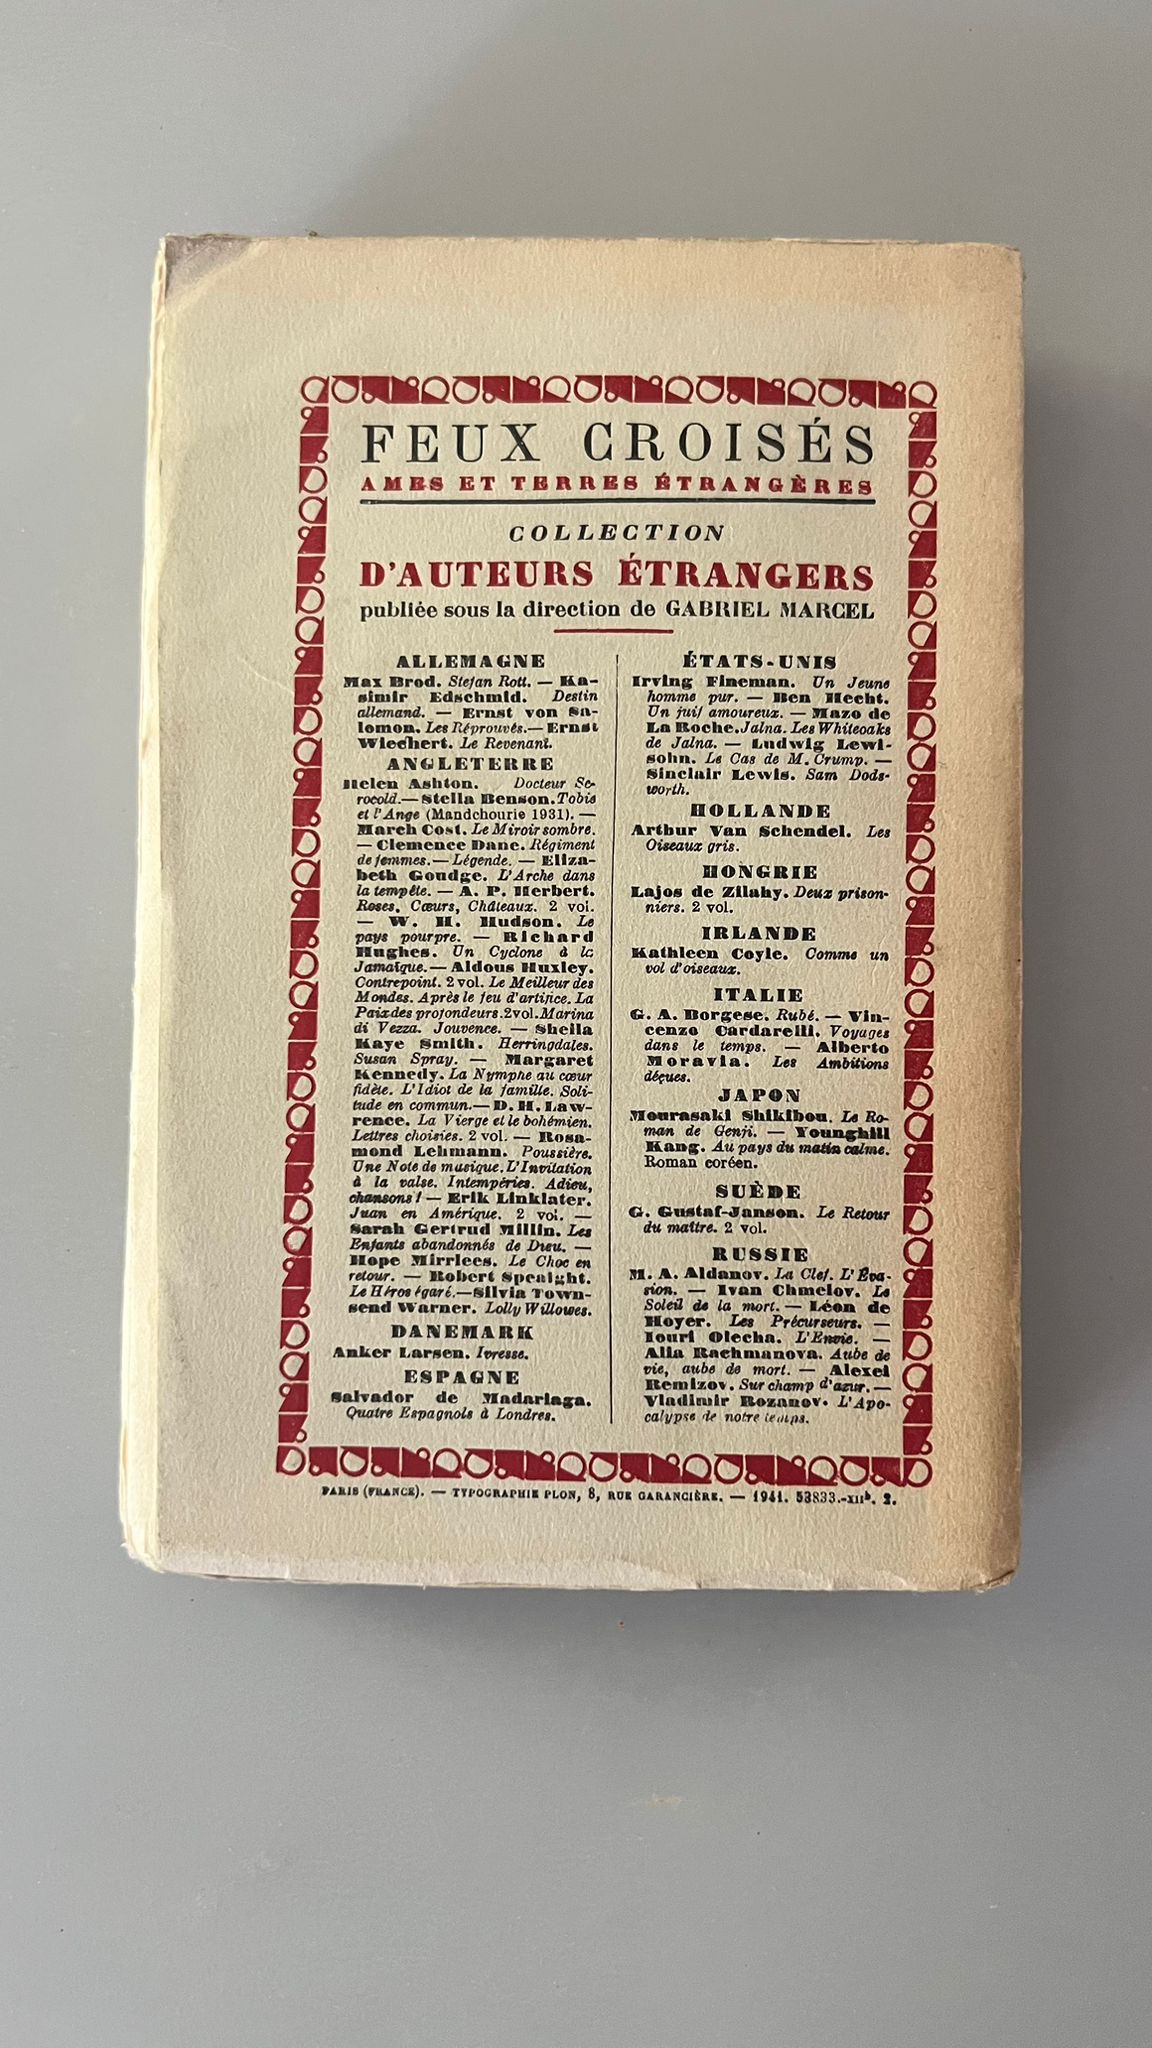 FEUX CROISÉS
AMES ET TERRES ÉTRANGÈRES
COLLECTION
D'AUTEURS ÉTRANGERS
publiée sous la direction de GABRIEL MARCEL
ALLEMAGNE
Max Brod. Stefan Rott. — Ka-
simir Edschmid. Destin
allemand. — Ernst von Sa-
lomon. Les Réprouvés. — Ernst
Wiechert. Le Revenant.
ANGLETERRE
Helen Ashton. Docteur Se-
rocold. — Stella Benson. Tobie
et l'Ange (Mandchourie 1931). —
March Cost. Le Miroir sombre.
— Clemence Dane. Régiment
de femmes. — Légende. — Eliza-
beth Goudge. L'Arche dans
la tempête. — A. P. Herbert.
Roses, Cœurs, Châteaux. 2 vol.
— W. H. Hudson. Le
pays pourpre. — Richard
Hughes. Un Cyclone à la
Jamaïque. — Aldous Huxley.
Contrepoint. 2 vol. Le Meilleur des
Mondes. Après le feu d'artifice. La
Paix des profondeurs. 2 vol. Marina
di Vezza. Jouvence. — Sheila
Kaye Smith. Herringdales.
Susan Spray. — Margaret
Kennedy. La Nymphe au cœur
fidèle. L'Idiot de la famille. Soli-
tude en commun. — D. H. Law-
rence. La Vierge et le bohémien.
Lettres choisies. 2 vol. — Rosa-
mond Lehmann. Poussière.
Une Note de musique. L'Invitation
à la valse. Intempéries. Adieu,
chansons ! — Erik Linklater.
Juan en Amérique. 2 vol. —
Sarah Gertrud Millin. Les
Enfants abandonnés de Dieu. —
Hope Mirrlees. Le Choc en
retour. — Robert Speaight.
Le Héros égaré. — Silvia Town-
send Warner. Lolly Willowes.
DANEMARK
Anker Larsen. Ivresse.
ESPAGNE
Salvador de Madariaga.
Quatre Espagnols à Londres.
ÉTATS-UNIS
Irving Fineman. Un Jeune
homme pur. — Ben Hecht.
Un juif amoureux. — Mazo de
La Roche. Jalna. Les Whiteoaks
de Jalna. — Ludwig Lewi-
sohn. Le Cas de M. Crump. —
Sinclair Lewis. Sam Dods-
worth.
HOLLANDE
Arthur Van Schendel. Les
Oiseaux gris.
HONGRIE
Lajos de Zilahy. Deux prison-
niers. 2 vol.
IRLANDE
Kathleen Coyle. Comme un
vol d'oiseaux.
ITALIE
G. A. Borgese. Rubé. — Vin-
cenzo Cardarelli. Voyages
dans le temps. — Alberto
Moravia. Les Ambitions
déçues.
JAPON
Mourasaki Shikibou. Le Ro-
man de Genji. — Younghill
Kang. Au pays du matin calme.
Roman coréen.
SUÈDE
G. Gustaf-Janson. Le Retour
du maître. 2 vol.
RUSSIE
M. A. Aldanov. La Clef. L'Éva-
sion. — Ivan Chmelov. Le
Soleil de la mort. — Léon de
Hoyer. Les Précurseurs. —
Iouri Olecha. L'Envie. —
Alia Rachmanova. Aube de
vie, aube de mort. — Alexei
Remizov. Sur champ d'azur. —
Vladimir Rozanov. L'Apo-
calypse de notre temps.
PARIS (FRANCE). — TYPOGRAPHIE PLON, 8, RUE GARANCIÈRE. — 1941. 53833.-XIIb. 2.